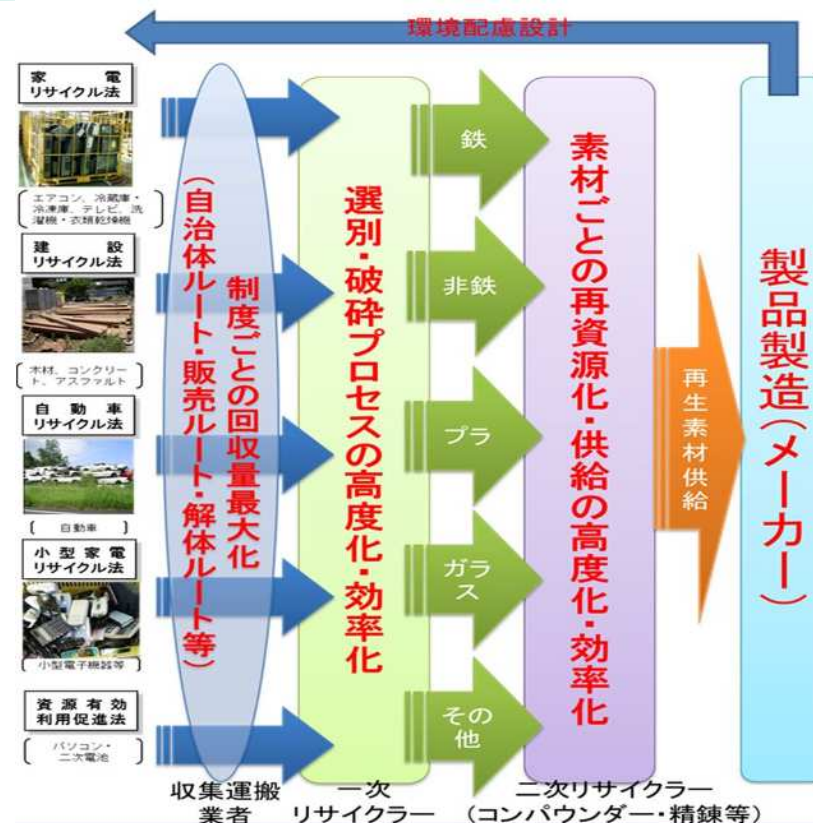 環境配慮設計
家電
リサイクル法
エアコン、冷蔵庫・
冷凍庫、テレビ、洗
濯機・衣類乾燥機
建設
リサイクル法
木材、コンクリー
ト、アスファルト
自動車
リサイクル法
自動車
小型家電
リサイクル法
小型電子機器等
資源有効
利用促進法
パソコン・
二次電池
制度ごとの回収量最大化
（自治体ルート・販売ルート・解体ルート等）
収集運搬
業者
選別・破砕プロセスの高度化・効率化
一次
リサイクラー
鉄
非鉄
プラ
ガラ
ス
その
他
素材ごとの再資源化・供給の高度化・効率化
二次リサイクラー
（コンパウンダー・精錬等）
再生素材供給
製品製造（メーカー）